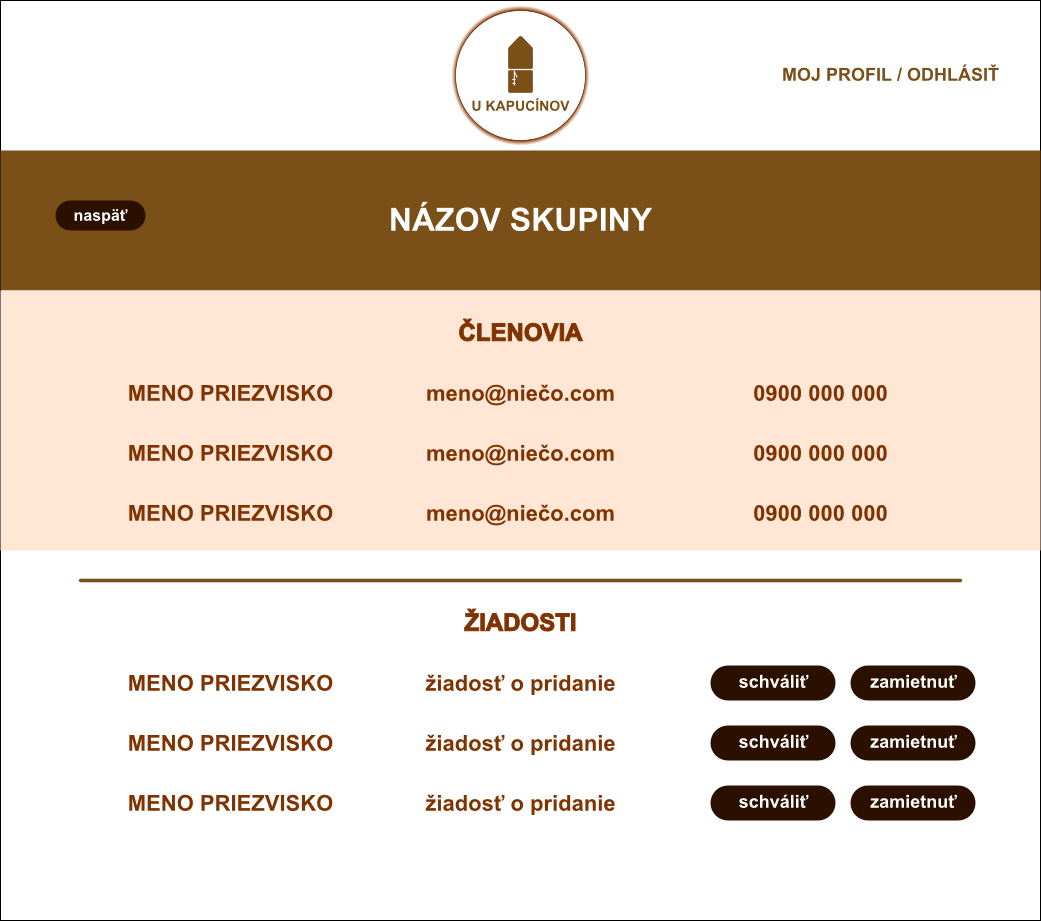 U KAPUCÍNOV
MOJ PROFIL / ODHLÁSIŤ
naspäť
NÁZOV SKUPINY
ČLENOVIA
MENO PRIEZVISKO meno@niečo.com 0900 000 000
MENO PRIEZVISKO meno@niečo.com 0900 000 000
MENO PRIEZVISKO meno@niečo.com 0900 000 000
ŽIADOSTI
MENO PRIEZVISKO žiadosť o pridanie schváliť zamietnuť
MENO PRIEZVISKO žiadosť o pridanie schváliť zamietnuť
MENO PRIEZVISKO žiadosť o pridanie schváliť zamietnuť